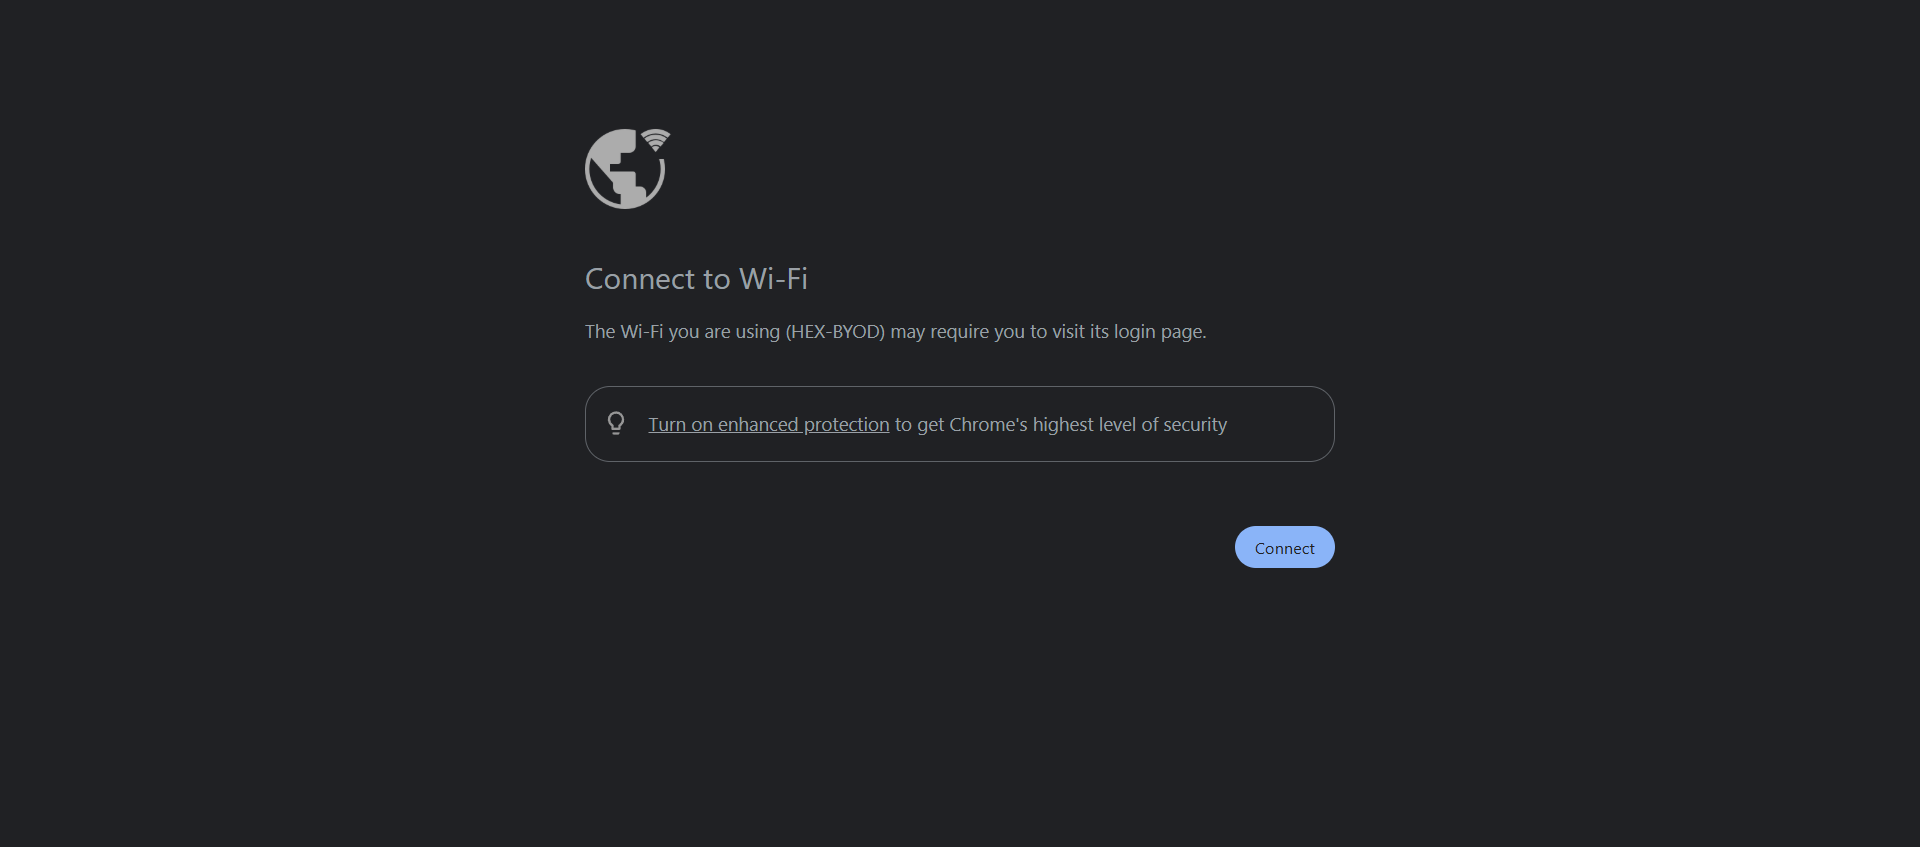 Connect to Wi-Fi
The Wi-Fi you are using (HEX-BYOD) may require you to visit its login page.
Turn on enhanced protection to get Chrome's highest level of security
Connect